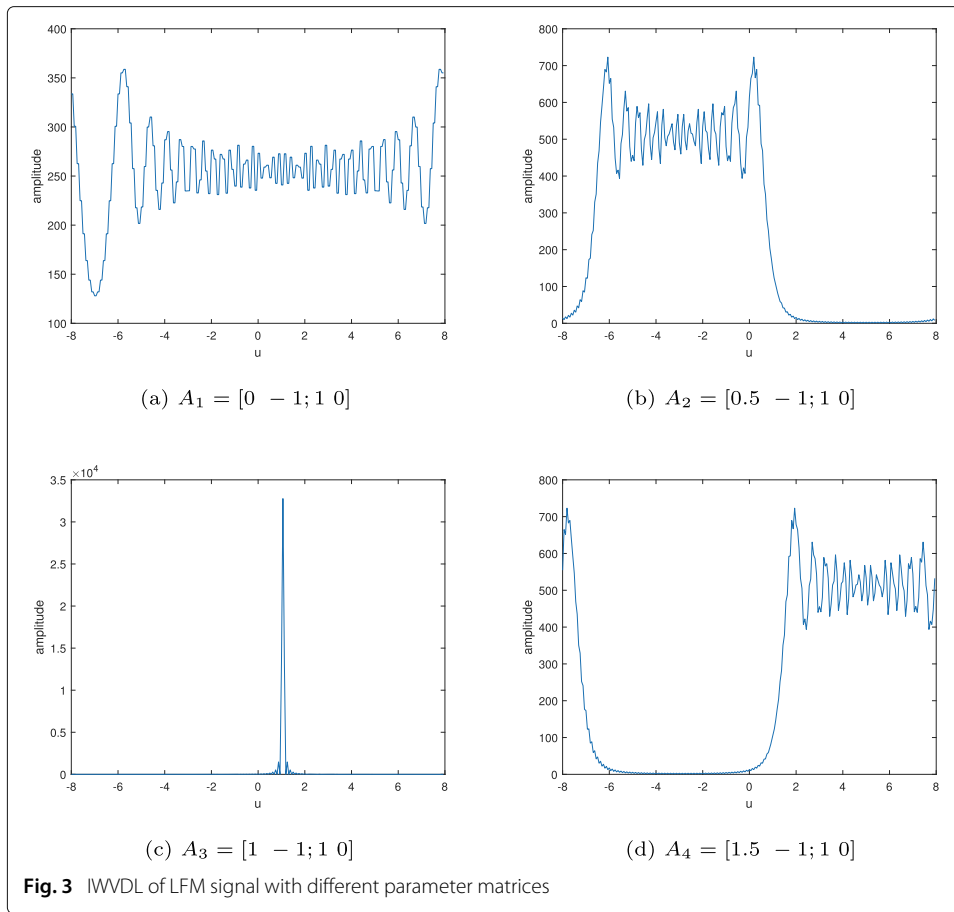 400
350
300
250
200
150
100
amplitude
-8 -6 -4 -2 0 2 4 6 8
u
(a) A₁ = [0 − 1; 1 0]
800
700
600
500
400
300
200
100
0
amplitude
-8 -6 -4 -2 0 2 4 6 8
u
(b) A₂ = [0.5 − 1; 1 0]
×10⁴
3.5
3
2.5
2
1.5
1
0.5
0
amplitude
-8 -6 -4 -2 0 2 4 6 8
u
(c) A₃ = [1 − 1; 1 0]
800
700
600
500
400
300
200
100
0
amplitude
-8 -6 -4 -2 0 2 4 6 8
u
(d) A₄ = [1.5 − 1; 1 0]
Fig. 3 IWVDL of LFM signal with different parameter matrices